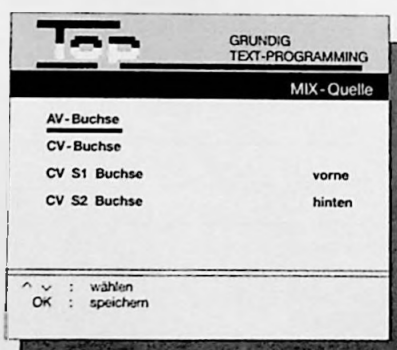 Top
GRUNDIG
TEXT-PROGRAMMING
MIX-Quelle
AV-Buchse
CV-Buchse
CV S1 Buchse vorne
CV S2 Buchse hinten
^ ⌄ : wählen
OK : speichern